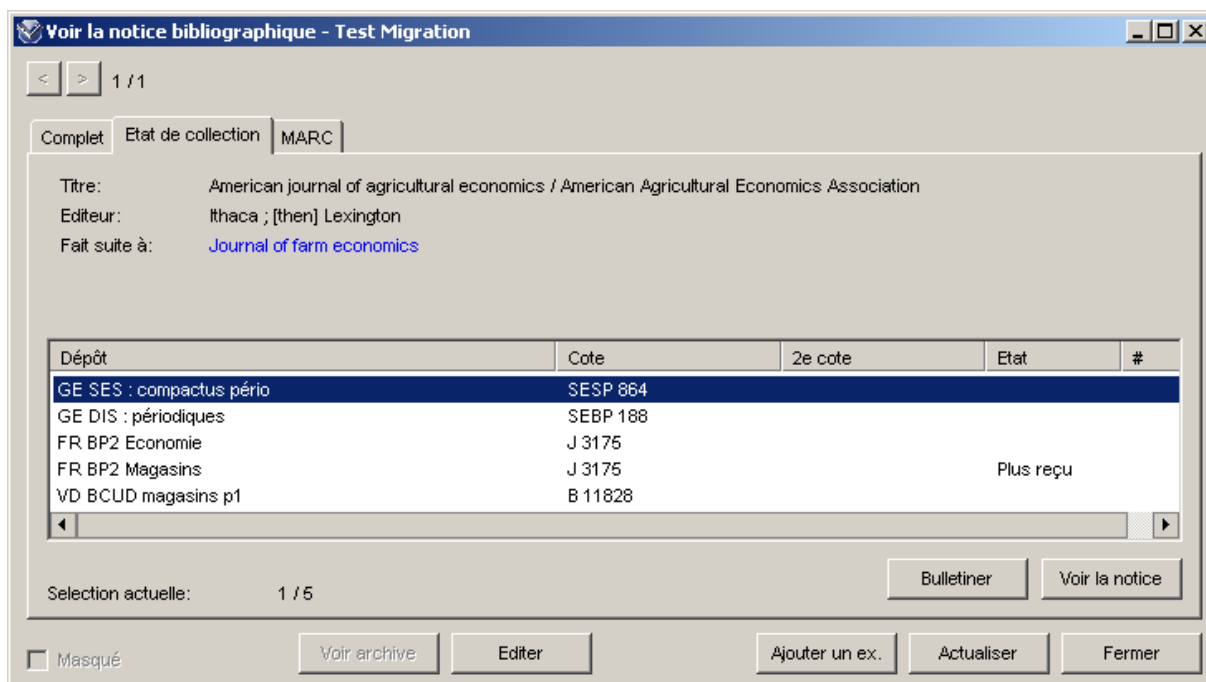 Voir la notice bibliographique - Test Migration
< > 1 / 1
Complet Etat de collection MARC
Titre: American journal of agricultural economics / American Agricultural Economics Association
Editeur: Ithaca ; [then] Lexington
Fait suite à: Journal of farm economics
Dépôt Cote 2e cote Etat #
GE SES : compactus pério SESP 864
GE DIS : périodiques SEBP 188
FR BP2 Economie J 3175
FR BP2 Magasins J 3175 Plus reçu
VD BCUD magasins p1 B 11828
Bulletiner Voir la notice
Selection actuelle: 1 / 5
Masqué Voir archive Editer Ajouter un ex. Actualiser Fermer